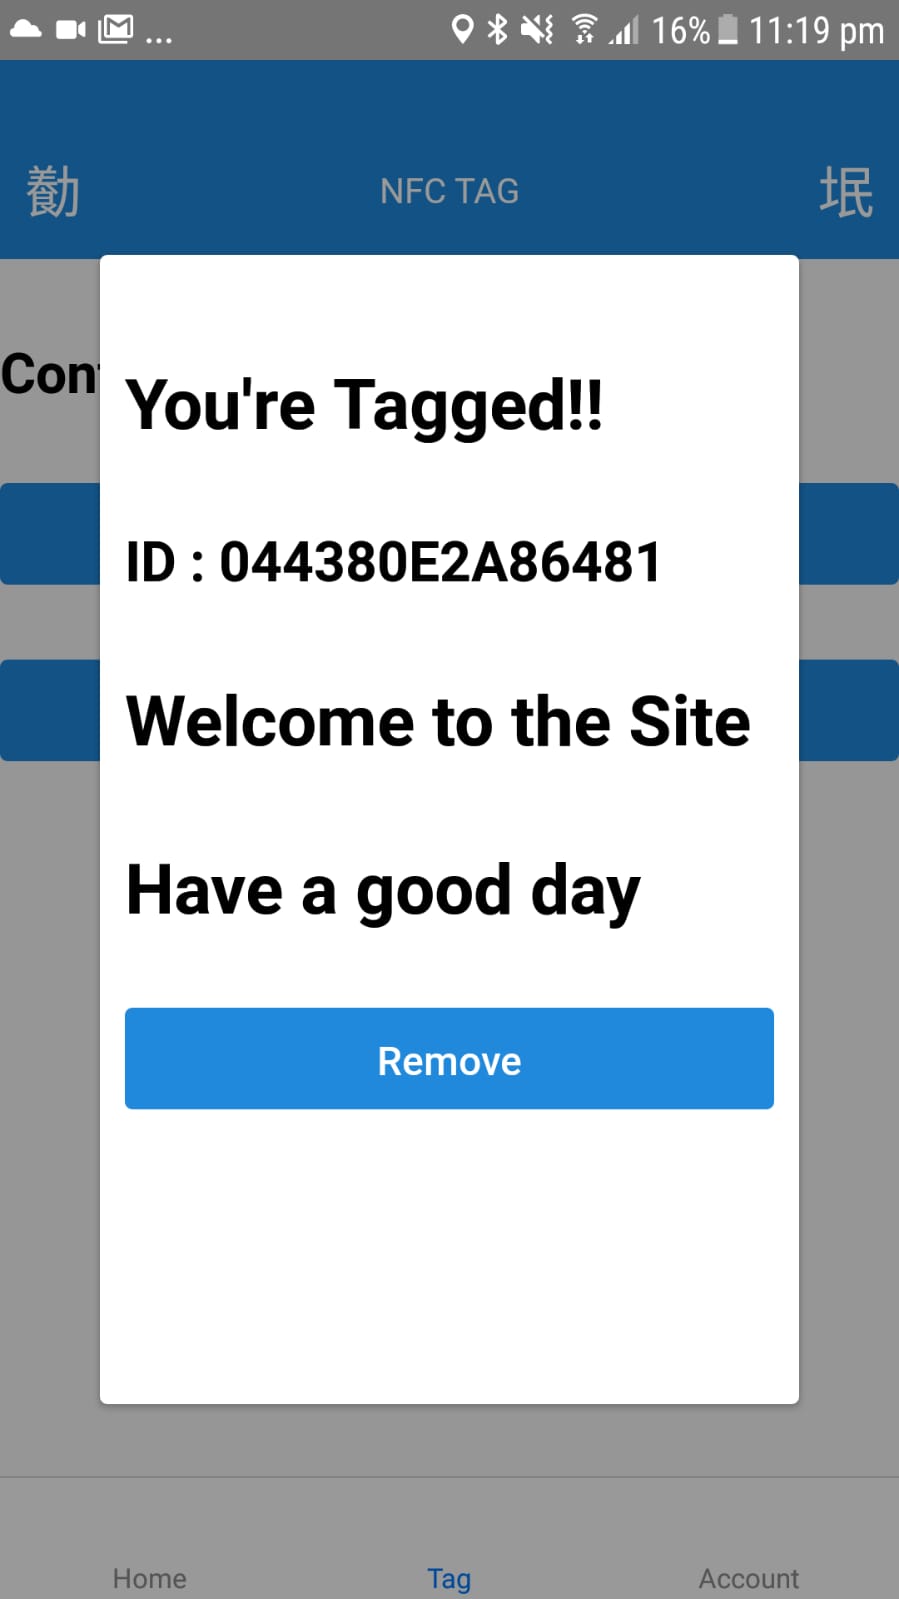 ... 16% 11:19 pm
勸 NFC TAG 垊
You're Tagged!!
ID : 044380E2A86481
Welcome to the Site
Have a good day
Remove
Home Tag Account